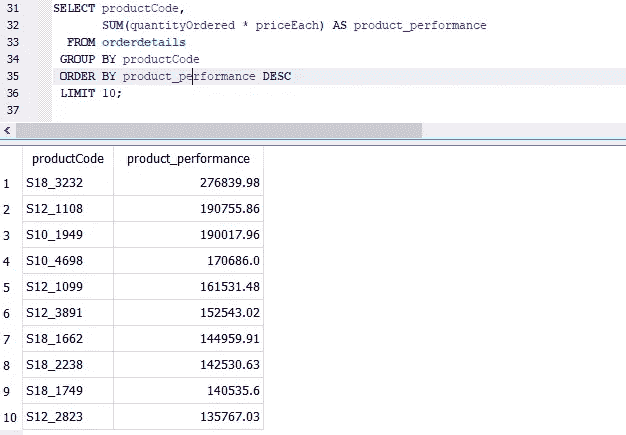 31 SELECT productCode,
32 SUM(quantityOrdered * priceEach) AS product_performance
33 FROM orderdetails
34 GROUP BY productCode
35 ORDER BY product_performance DESC
36 LIMIT 10;
37
productCode product_performance
1 S18_3232 276839.98
2 S12_1108 190755.86
3 S10_1949 190017.96
4 S10_4698 170686.0
5 S12_1099 161531.48
6 S12_3891 152543.02
7 S18_1662 144959.91
8 S18_2238 142530.63
9 S18_1749 140535.6
10 S12_2823 135767.03